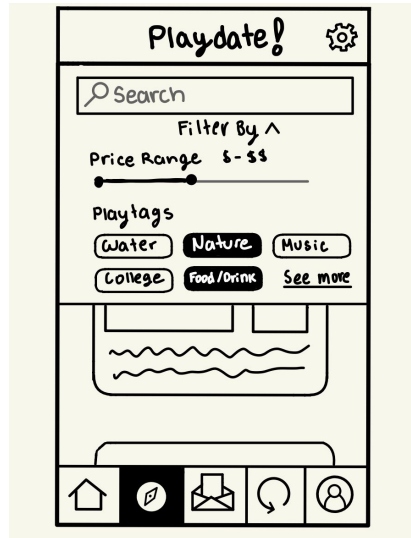 Playdate!
Search
Filter By ^
Price Range $-$$
Playtags
Water Nature Music
College Food/Drink See more